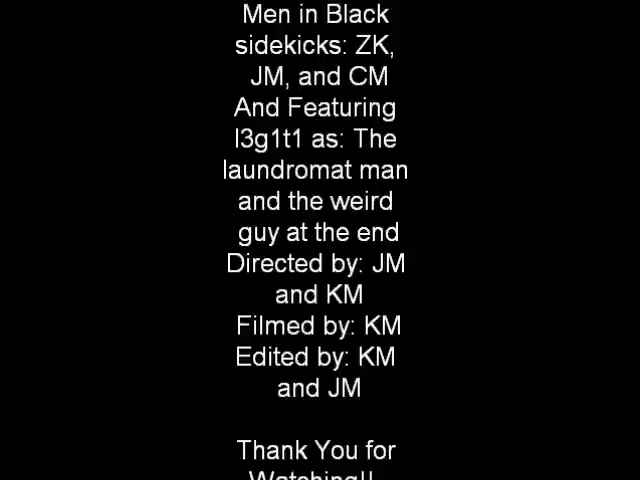 Men in Black
sidekicks: ZK,
JM, and CM
And Featuring
l3g1t1 as: The
laundromat man
and the weird
guy at the end
Directed by: JM
and KM
Filmed by: KM
Edited by: KM
and JM
Thank You for
Watching!!